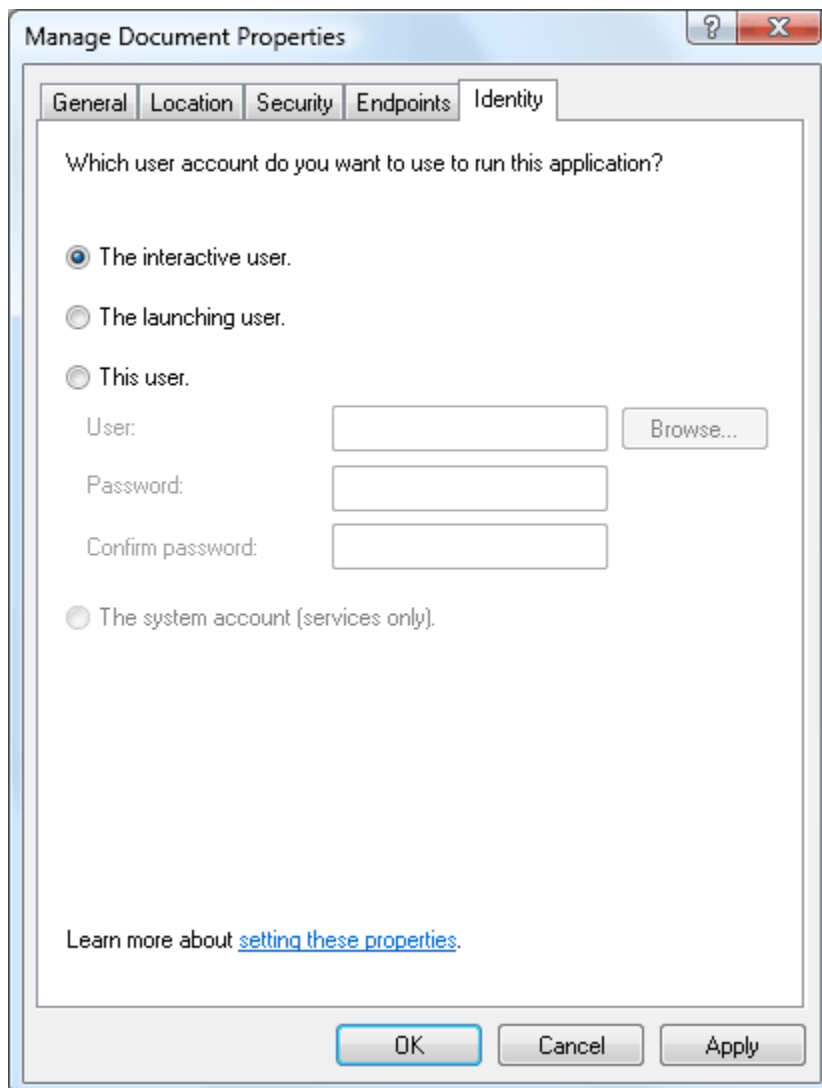 Manage Document Properties
General Location Security Endpoints Identity
Which user account do you want to use to run this application?
The interactive user.
The launching user.
This user.
User:
Browse...
Password:
Confirm password:
The system account (services only).
Learn more about setting these properties.
OK Cancel Apply